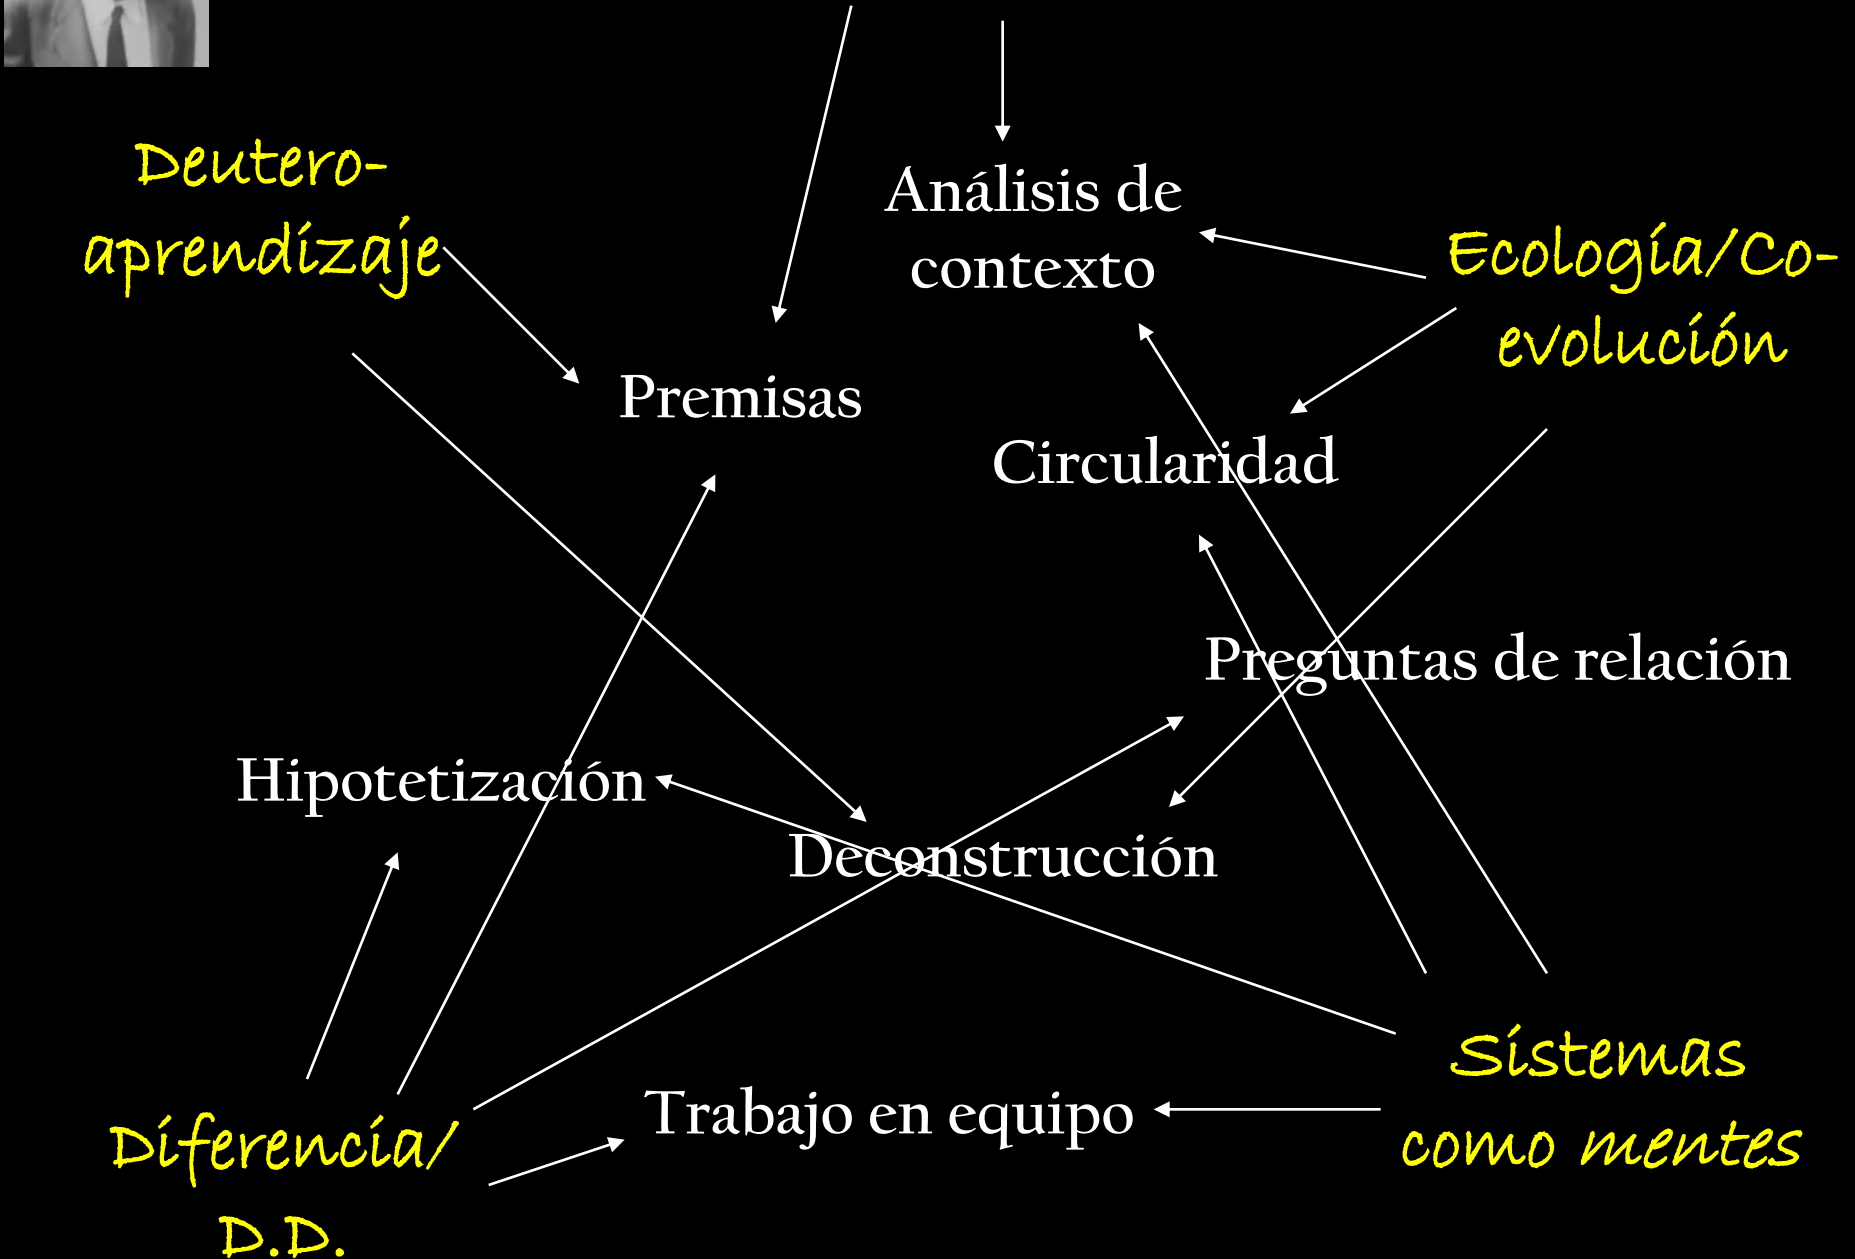 Deutero-
aprendizaje
Análisis de
contexto
Ecología/Co-
evolución
Premisas
Circularidad
Preguntas de relación
Hipotetización
Deconstrucción
Sistemas
como mentes
Trabajo en equipo
Diferencia/
D.D.